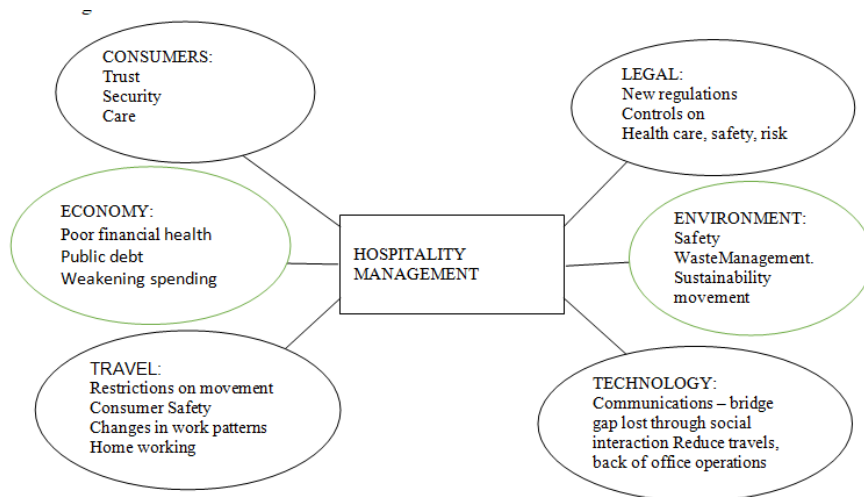 CONSUMERS:
Trust
Security
Care
LEGAL:
New regulations
Controls on
Health care, safety, risk
ECONOMY:
Poor financial health
Public debt
Weakening spending
HOSPITALITY
MANAGEMENT
ENVIRONMENT:
Safety
WasteManagement.
Sustainability
movement
TRAVEL:
Restrictions on movement
Consumer Safety
Changes in work patterns
Home working
TECHNOLOGY:
Communications – bridge
gap lost through social
interaction Reduce travels,
back of office operations